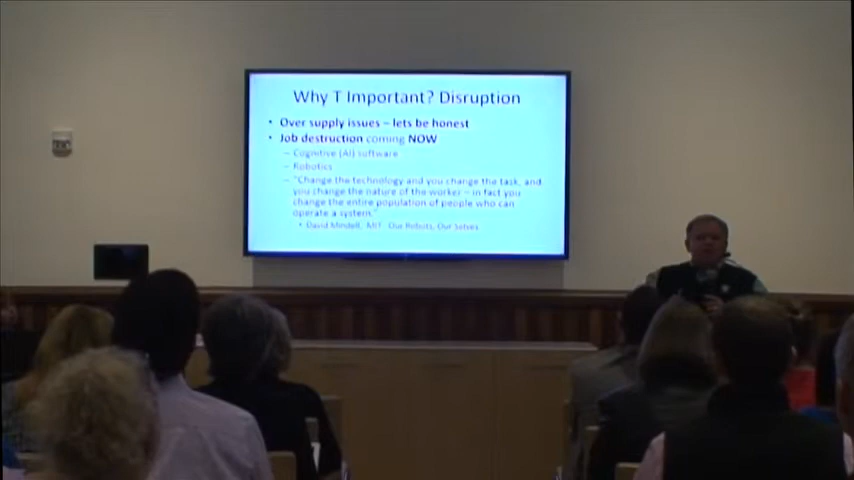 Why T Important? Disruption
• Over supply issues – lets be honest
• Job destruction coming NOW
– Cognitive (AI) software
– Robotics
– "Change the technology and you change the task, and
you change the nature of the worker – in fact you
change the entire population of people who can
operate a system."
• David Mindell, MIT Our Robots, Our Selves